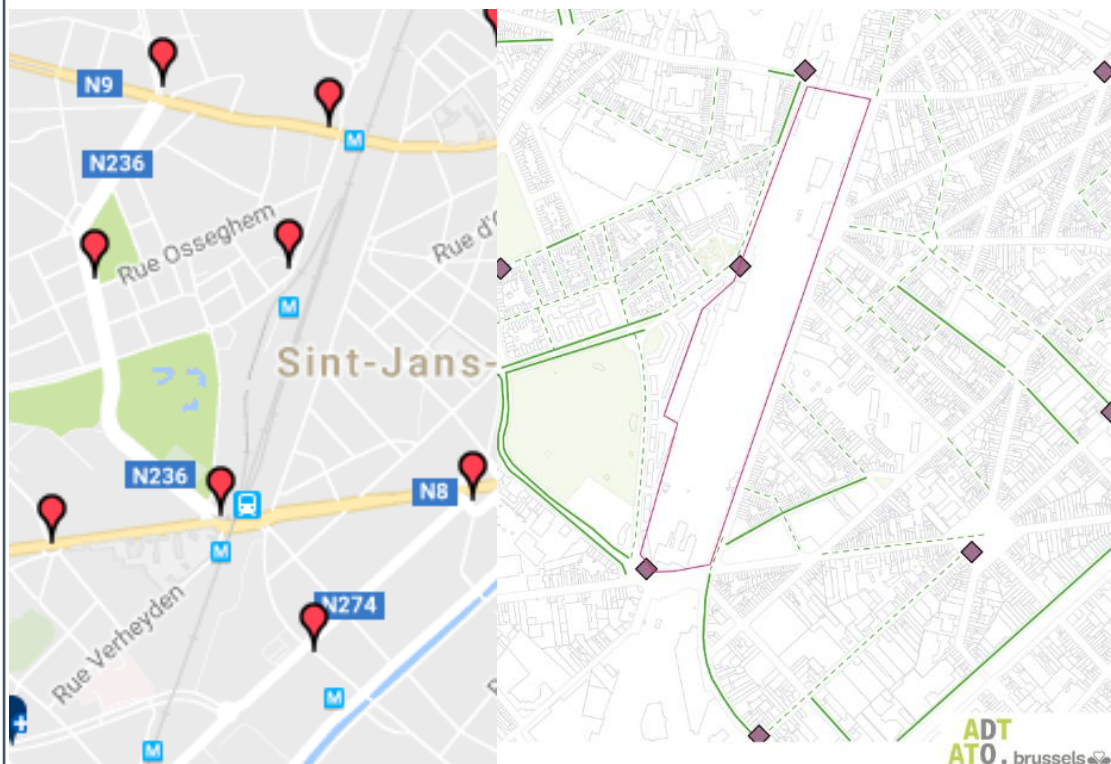 N9
M
N236
Rue Osseghem
Rue d'
M
Sint-Jans-
N236
N8
M
N274
Rue Verheyden
M
M
ADT
ATO. brussels